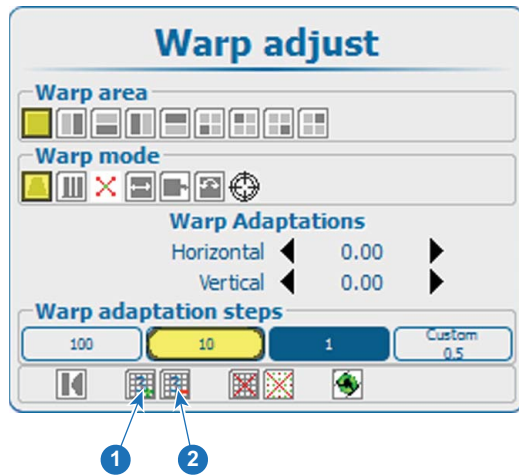 Warp adjust
Warp area
Warp mode
Warp Adaptations
Horizontal 0.00
Vertical 0.00
Warp adaptation steps
100 10 1 Custom 0.5
? ?
1 2